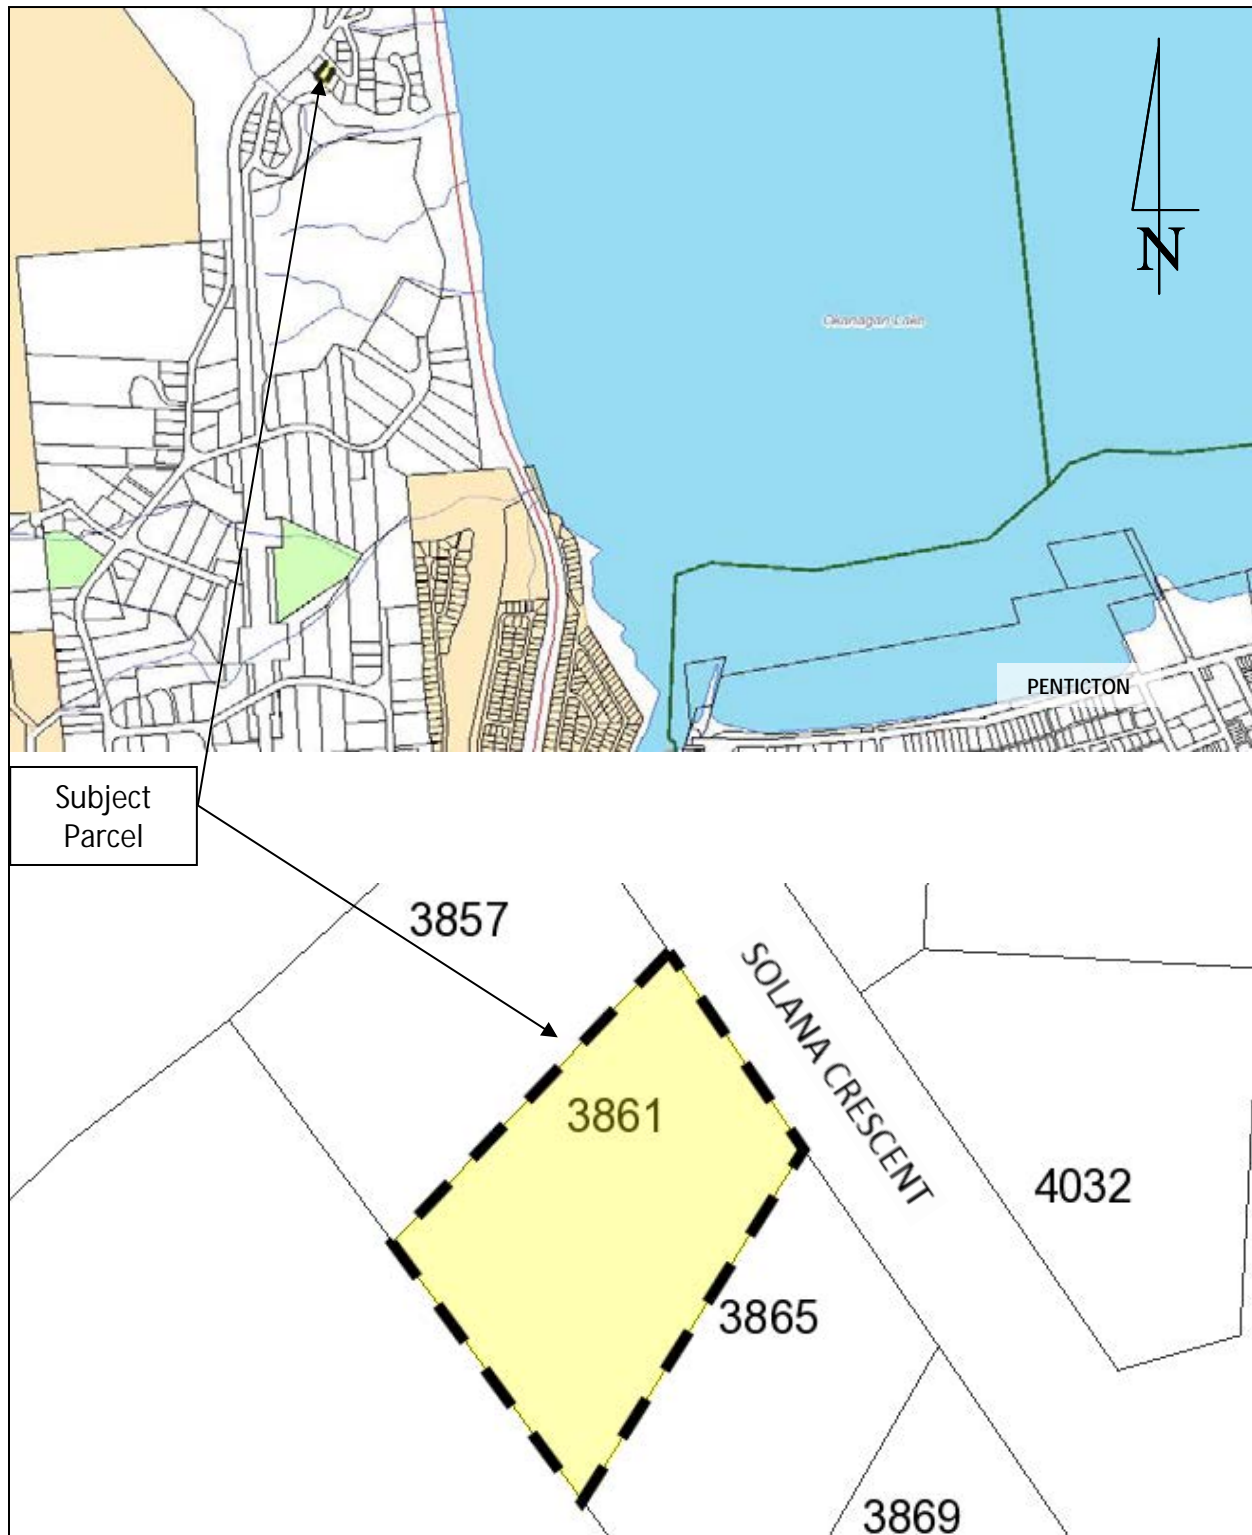 N
Okanagan Lake
PENTICTON
Subject
Parcel
3857
SOLANA CRESCENT
3861
4032
3865
3869